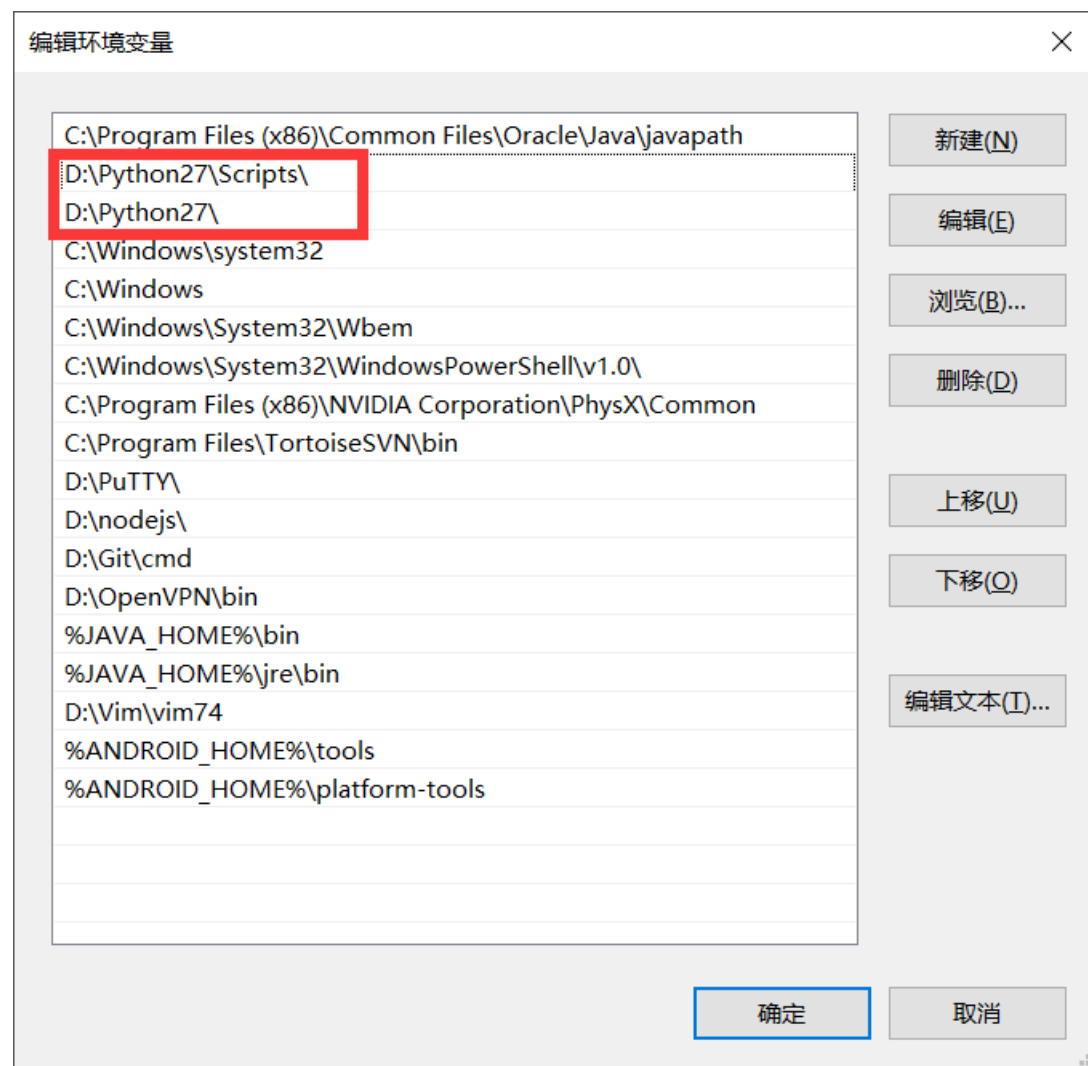 编辑环境变量
C:\Program Files (x86)\Common Files\Oracle\Java\javapath
D:\Python27\Scripts\
D:\Python27\
C:\Windows\system32
C:\Windows
C:\Windows\System32\Wbem
C:\Windows\System32\WindowsPowerShell\v1.0\
C:\Program Files (x86)\NVIDIA Corporation\PhysX\Common
C:\Program Files\TortoiseSVN\bin
D:\PuTTY\
D:\nodejs\
D:\Git\cmd
D:\OpenVPN\bin
%JAVA_HOME%\bin
%JAVA_HOME%\jre\bin
D:\Vim\vim74
%ANDROID_HOME%\tools
%ANDROID_HOME%\platform-tools
新建(N)
编辑(E)
浏览(B)...
删除(D)
上移(U)
下移(O)
编辑文本(T)...
确定
取消